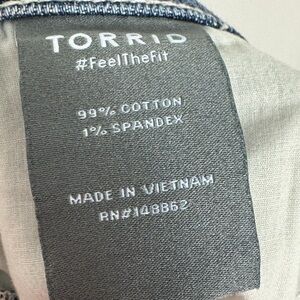 TORRID
#FeelTheFit
99% COTTON
1% SPANDEX
MADE IN VIETNAM
RN#148862